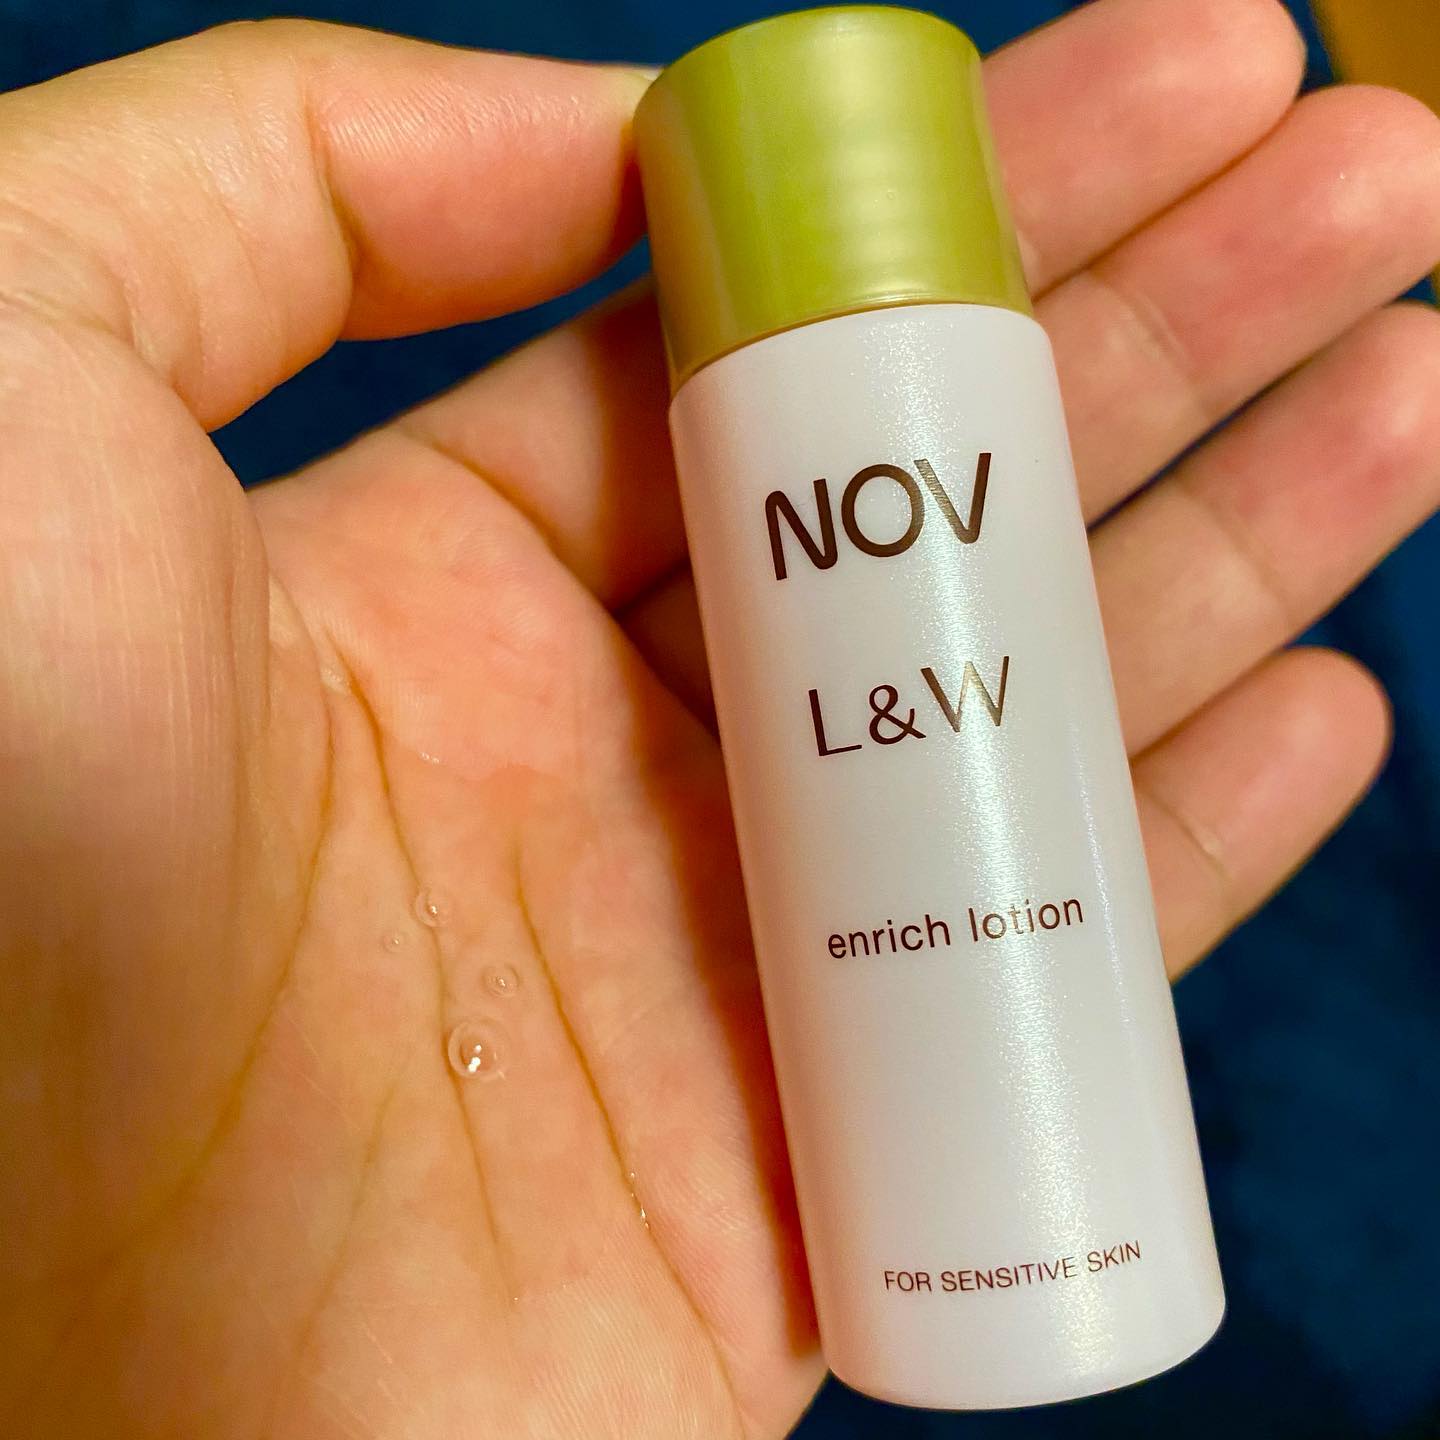 NOV
L&W
enrich lotion
FOR SENSITIVE SKIN